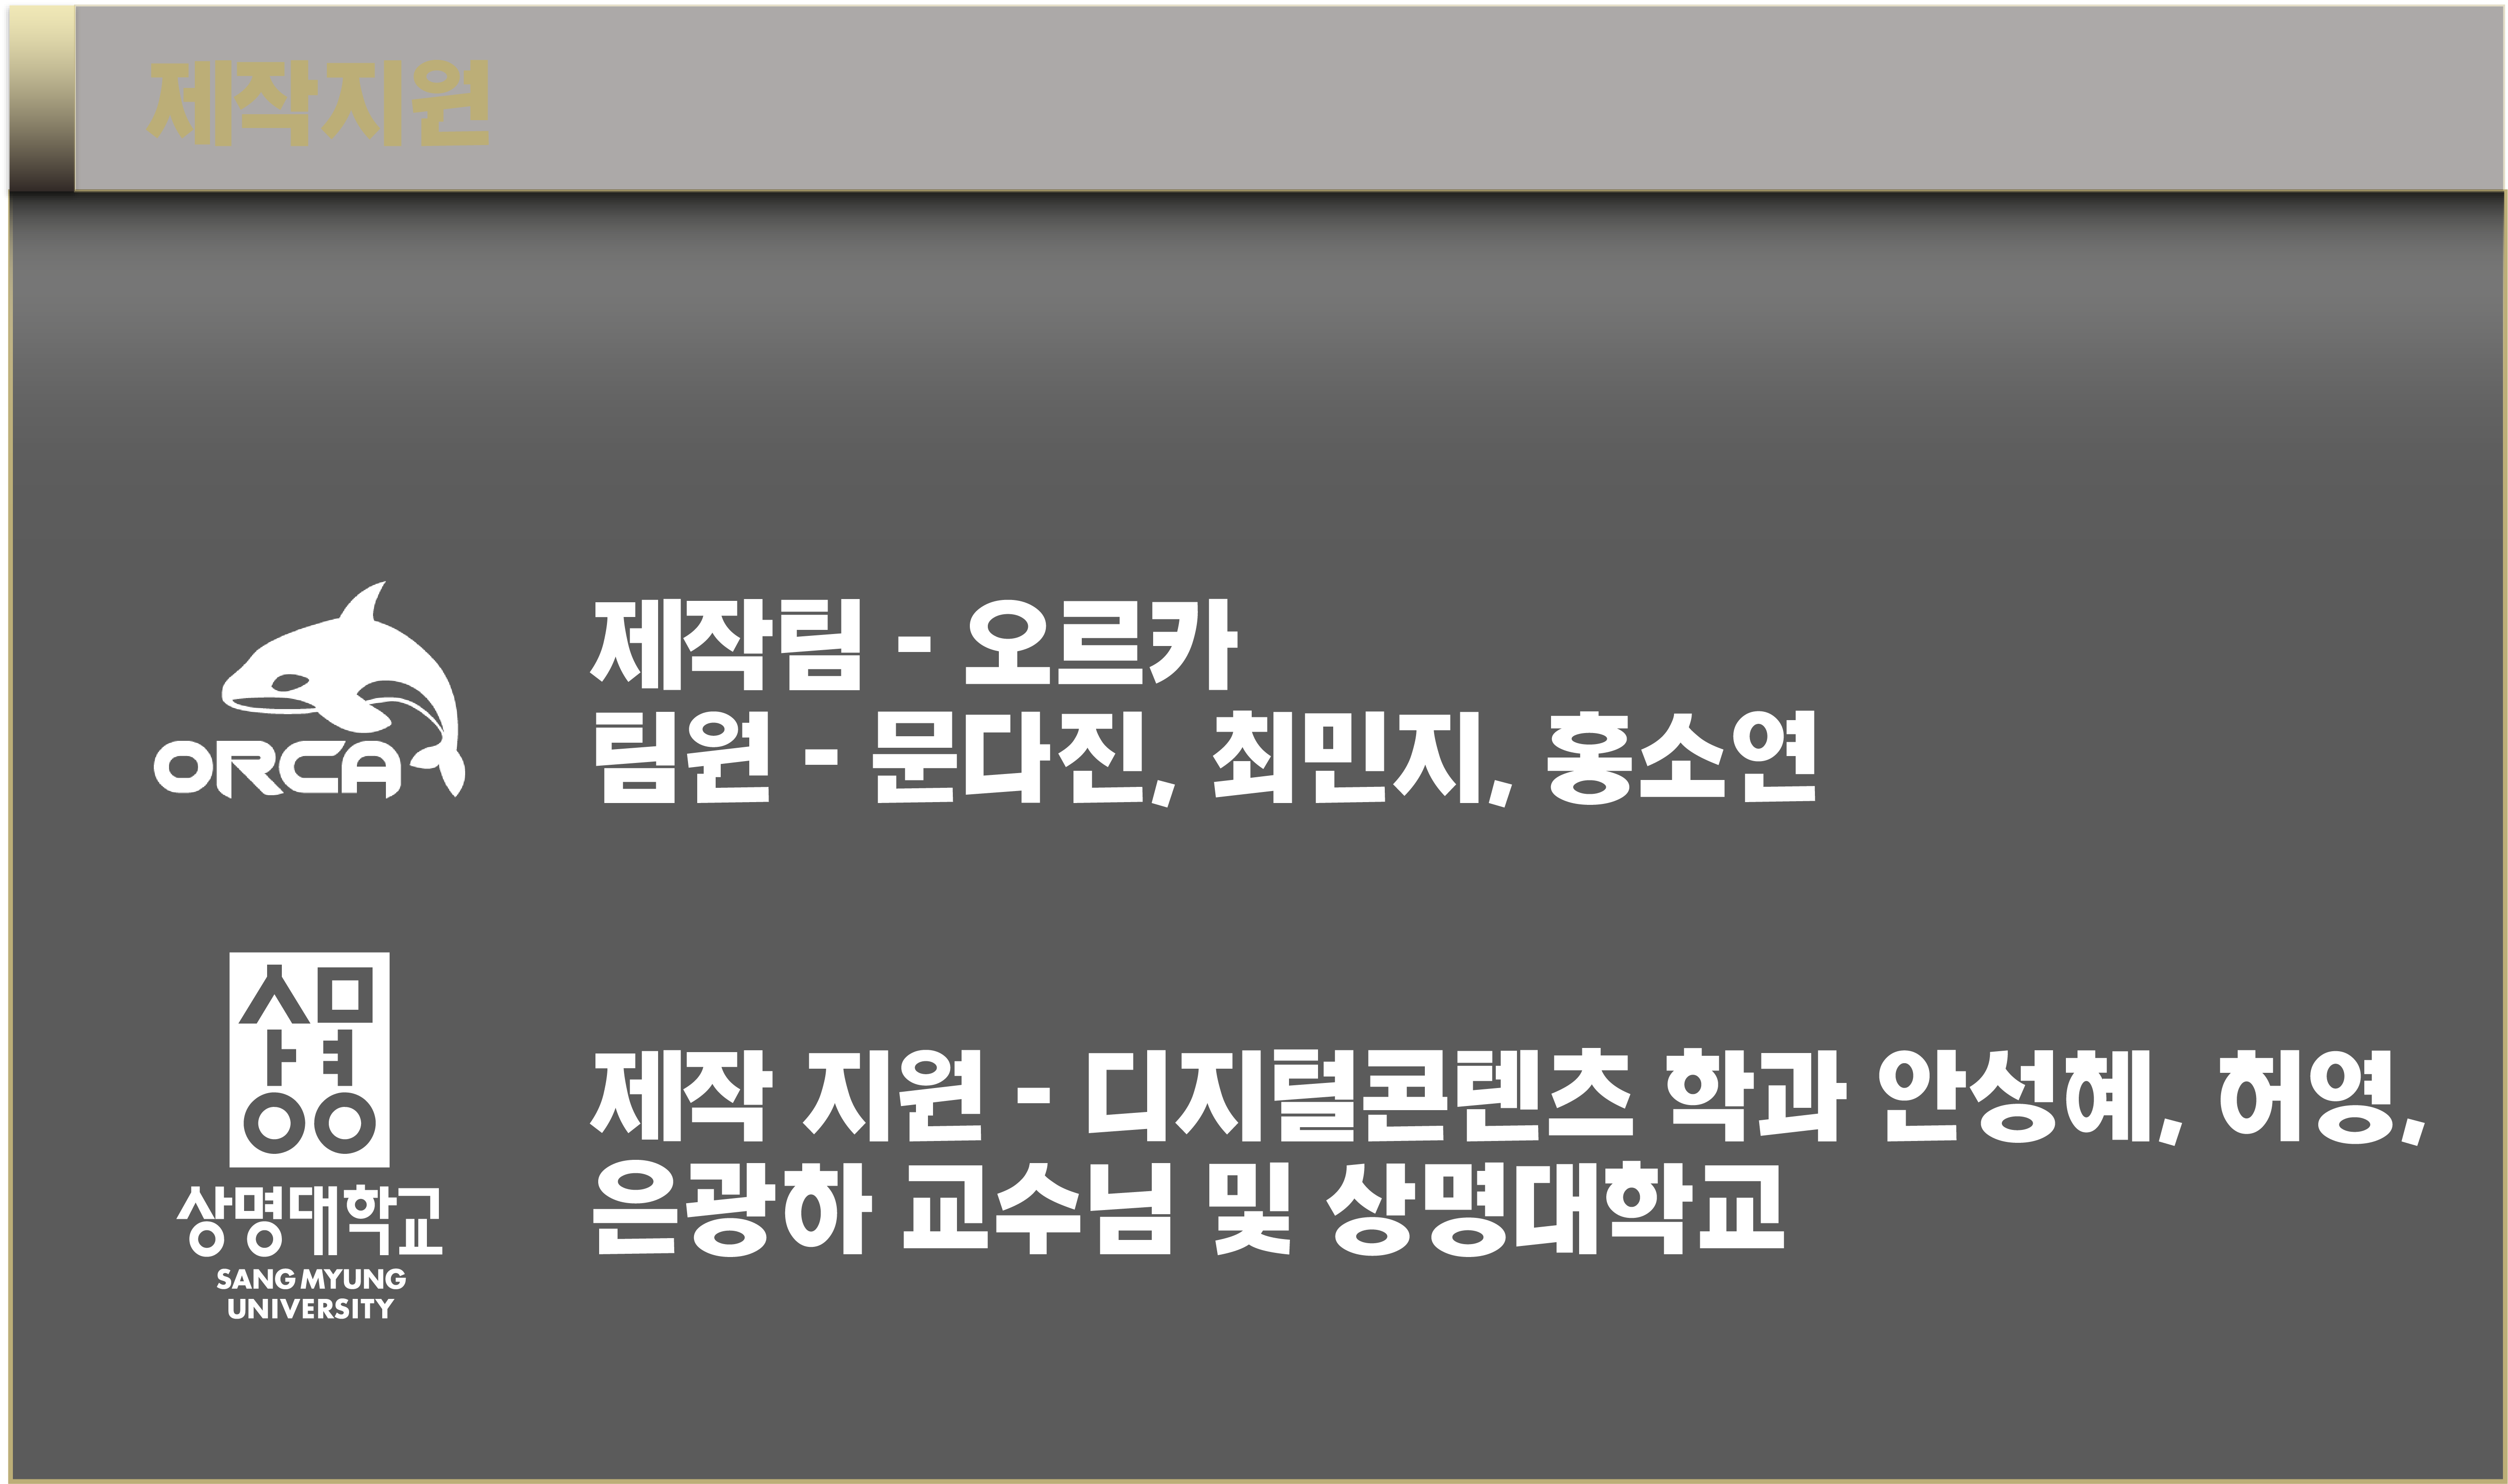 제작지원
제작팀 - 오르카
팀원 - 문다진, 최민지, 홍소연
ORCA
제작 지원 - 디지털콘텐츠 학과 안성혜, 허영,
은광하 교수님 및 상명대학교
상명
상명대학교
SANGMYUNG
UNIVERSITY